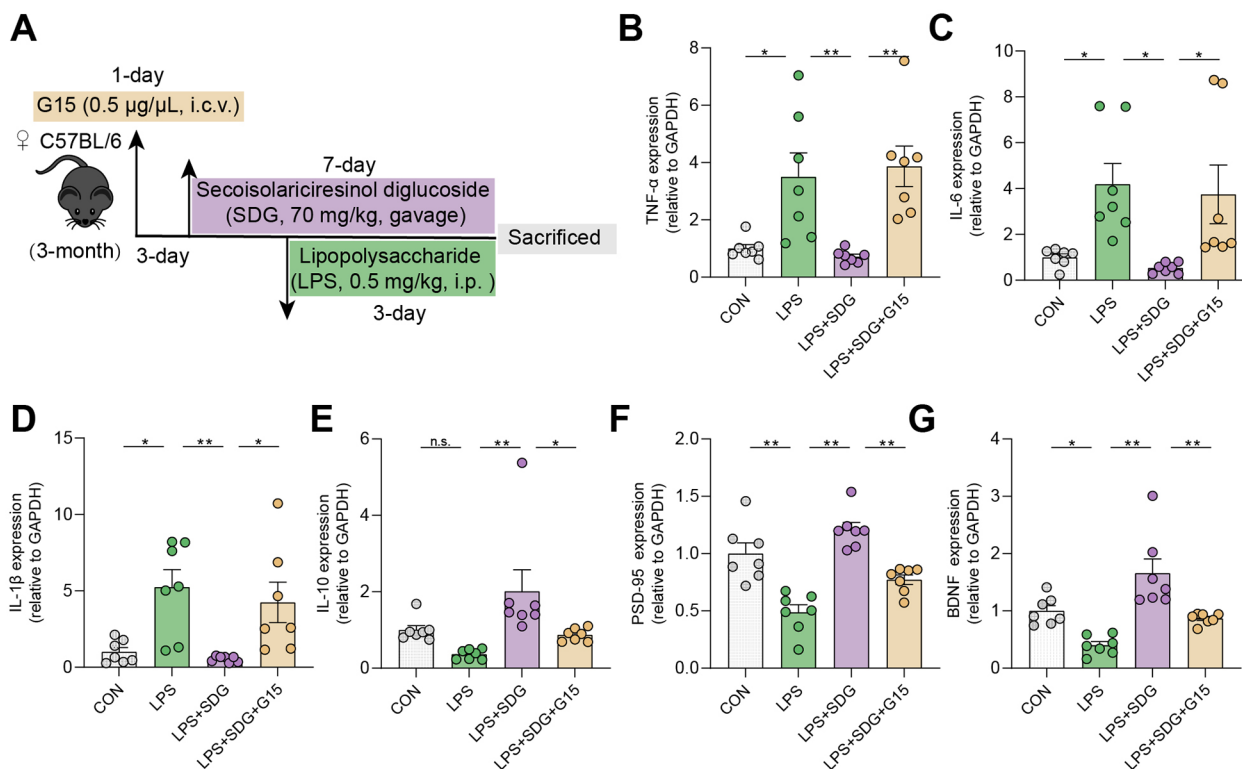 A
1-day
G15 (0.5 µg/µL, i.c.v.)
♀ C57BL/6
(3-month)
3-day
7-day
Secoisolariciresinol diglucoside
(SDG, 70 mg/kg, gavage)
Sacrificed
Lipopolysaccharide
(LPS, 0.5 mg/kg, i.p. )
3-day
B
TNF-α expression
(relative to GAPDH)
8
6
4
2
0
* ** **
CON LPS LPS+SDG LPS+SDG+G15
C
IL-6 expression
(relative to GAPDH)
10
8
6
4
2
0
* * *
CON LPS LPS+SDG LPS+SDG+G15
D
IL-1β expression
(relative to GAPDH)
15
10
5
0
* ** *
CON LPS LPS+SDG LPS+SDG+G15
E
IL-10 expression
(relative to GAPDH)
6
4
2
0
n.s. ** *
CON LPS LPS+SDG LPS+SDG+G15
F
PSD-95 expression
(relative to GAPDH)
2.0
1.5
1.0
0.5
0.0
** ** **
CON LPS LPS+SDG LPS+SDG+G15
G
BDNF expression
(relative to GAPDH)
4
3
2
1
0
* ** **
CON LPS LPS+SDG LPS+SDG+G15